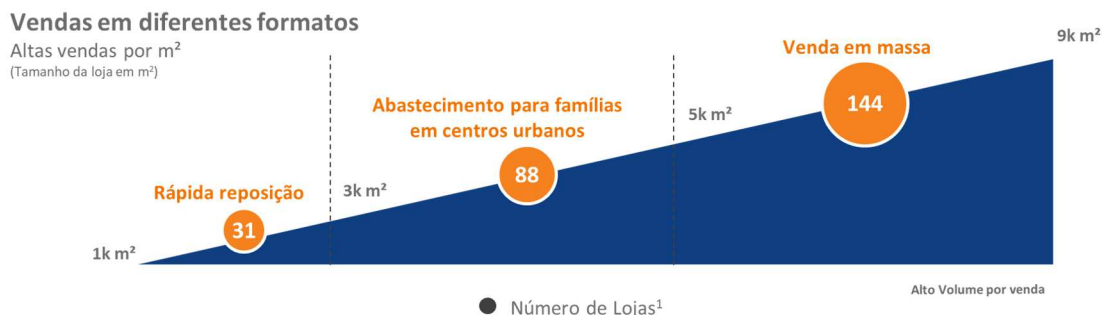 Vendas em diferentes formatos
Altas vendas por m²
(Tamanho da loja em m²)
9k m²
Venda em massa
144
5k m²
Abastecimento para famílias
em centros urbanos
88
3k m²
Rápida reposição
31
1k m²
Alto Volume por venda
Número de Lojas¹